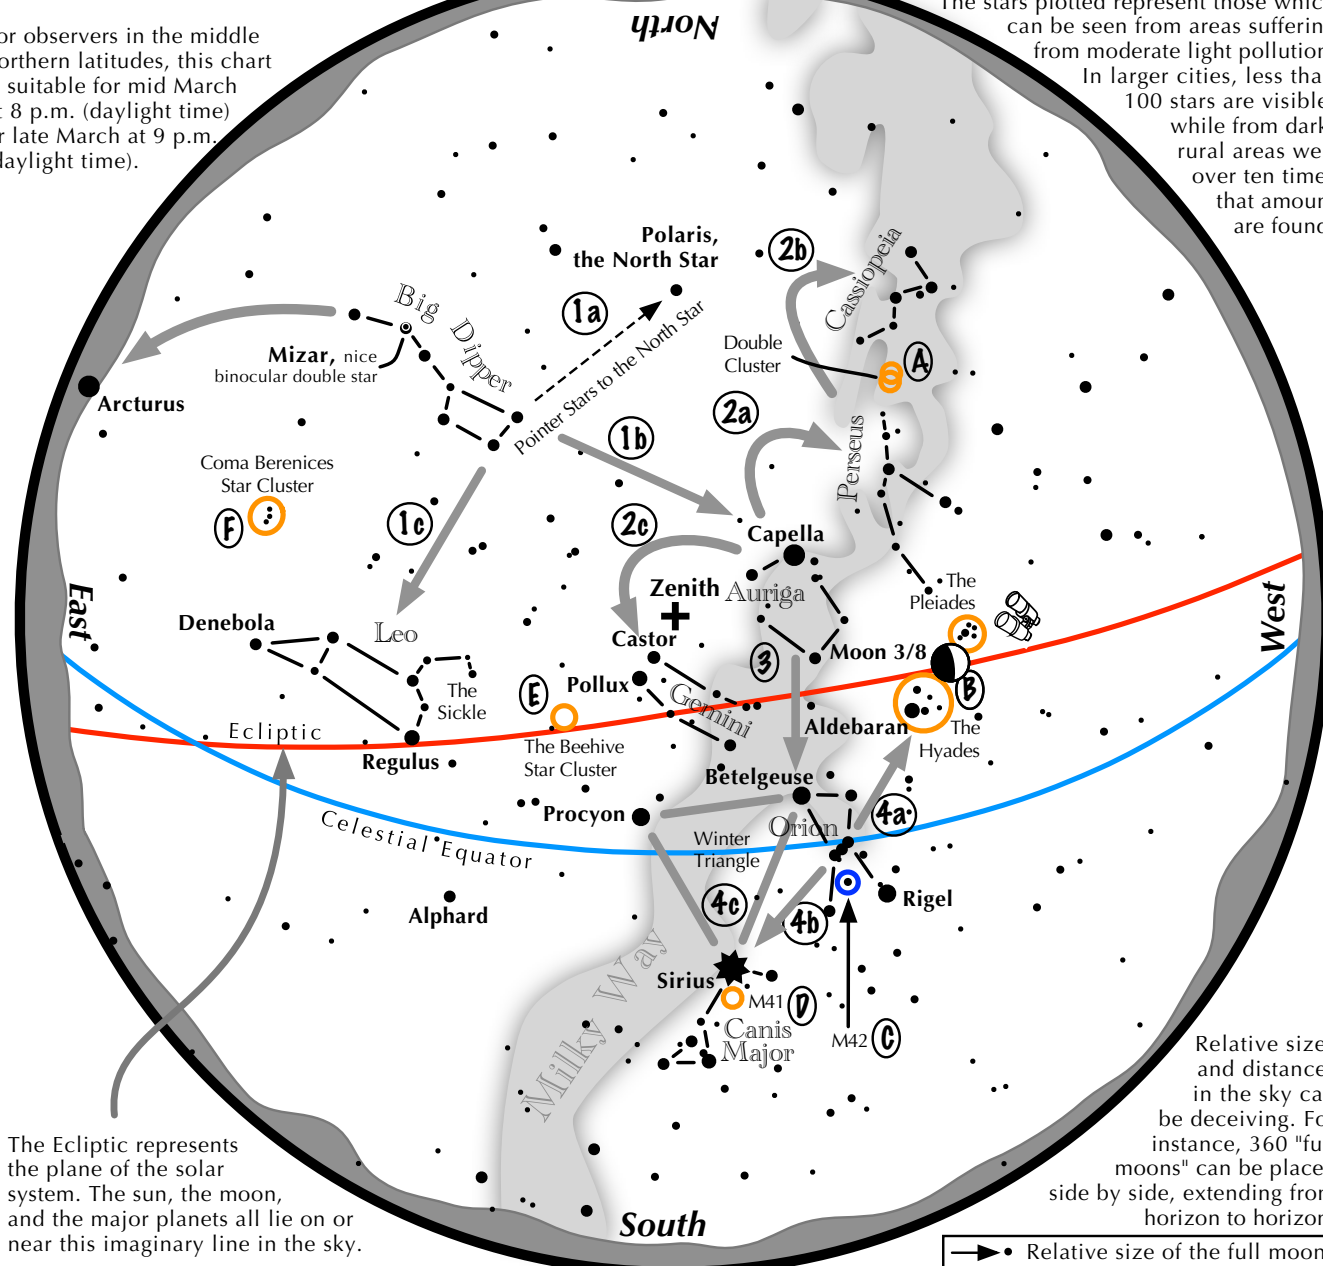 North
or observers in the middle
orthern latitudes, this chart
suitable for mid March
t 8 p.m. (daylight time)
r late March at 9 p.m.
daylight time).
The stars plotted represent those whic
can be seen from areas sufferin
from moderate light pollution
In larger cities, less tha
100 stars are visible
while from dark
rural areas we
over ten time
that amoun
are found
Polaris,
the North Star
2b
Cassiopeia
1a
Big Dipper
Mizar, nice
binocular double star
Pointer Stars to the North Star
Double
Cluster
A
Arcturus
2a
1b
Perseus
Coma Berenices
Star Cluster
F
1c
2c
Capella
Zenith
Auriga
The
Pleiades
East
West
Denebola
Leo
Castor
3
Moon 3/8
The
Sickle
E
Pollux
Gemini
B
Ecliptic
Aldebaran
The
Hyades
Regulus
The Beehive
Star Cluster
Betelgeuse
Procyon
Orion
4a
Celestial Equator
Winter
Triangle
Alphard
4c
4b
Rigel
Milky Way
Sirius
M41
D
Canis
Major
M42
C
The Ecliptic represents
the plane of the solar
system. The sun, the moon,
and the major planets all lie on or
near this imaginary line in the sky.
Relative size
and distance
in the sky ca
be deceiving. Fo
instance, 360 "fu
moons" can be place
side by side, extending fron
horizon to horizon
South
Relative size of the full moon